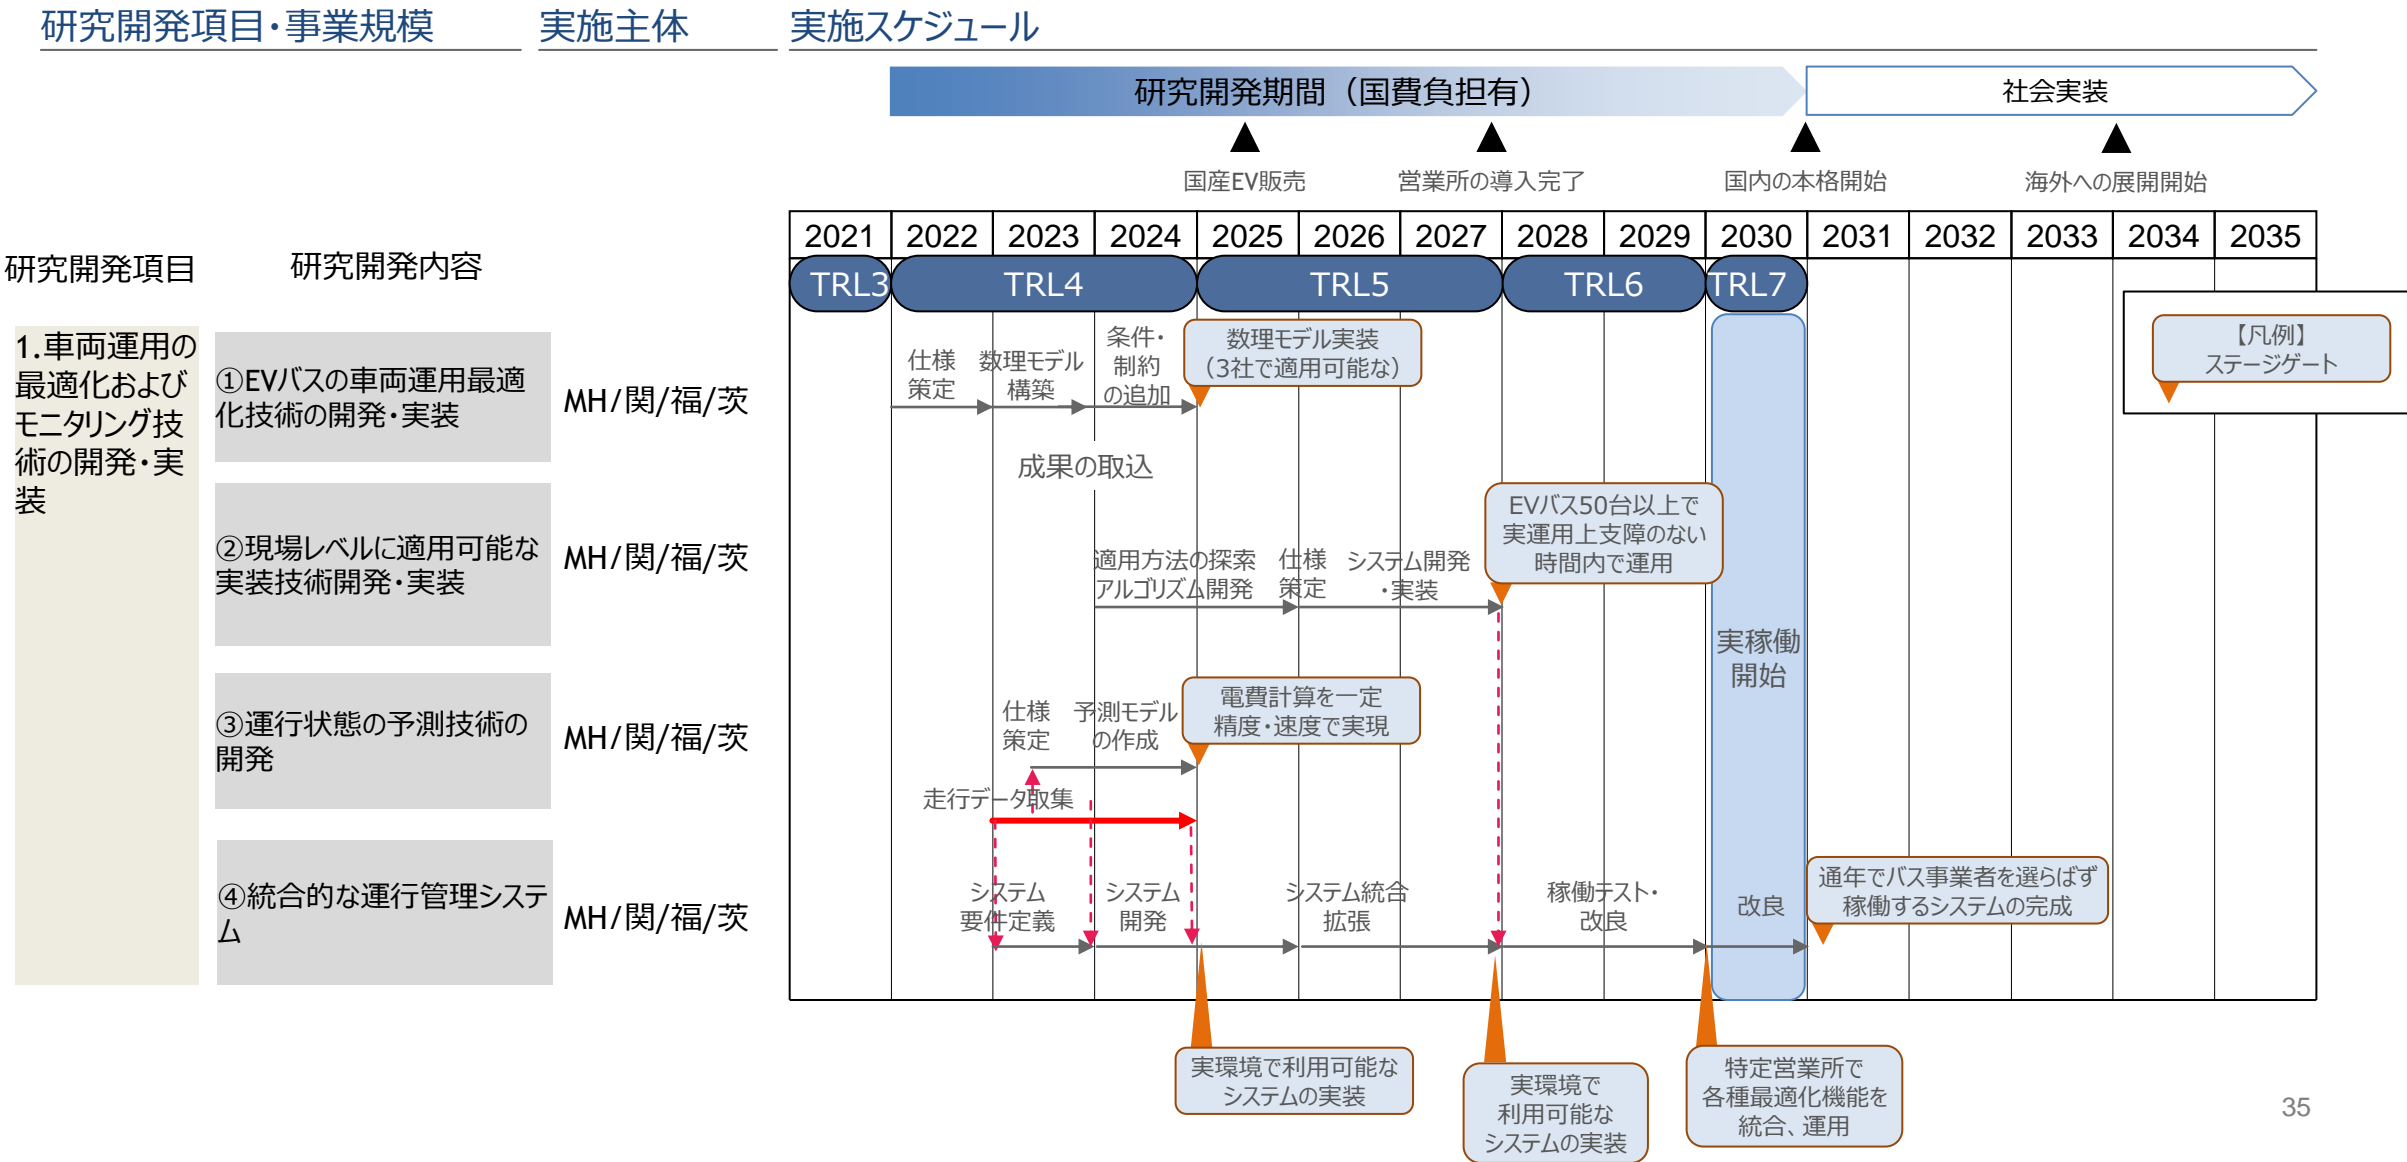 研究開発項目・事業規模
実施主体
実施スケジュール
研究開発期間（国費負担有）
社会実装
国産EV販売
営業所の導入完了
国内の本格開始
海外への展開開始
2021 2022 2023 2024 2025 2026 2027 2028 2029 2030 2031 2032 2033 2034 2035
研究開発項目
研究開発内容
TRL3
TRL4
TRL5
TRL6
TRL7
【凡例】
ステージゲート
1.車両運用の
最適化および
モニタリング技
術の開発・実
装
①EVバスの車両運用最適
化技術の開発・実装
MH/関/福/茨
仕様
策定
数理モデル
構築
条件・
制約
の追加
数理モデル実装
（3社で適用可能な）
成果の取込
②現場レベルに適用可能な
実装技術開発・実装
MH/関/福/茨
適用方法の探索
アルゴリズム開発
仕様
策定
システム開発
・実装
EVバス50台以上で
実運用上支障のない
時間内で運用
実稼働
開始
③運行状態の予測技術の
開発
MH/関/福/茨
仕様
策定
予測モデル
の作成
電費計算を一定
精度・速度で実現
走行データ取集
④統合的な運行管理システ
ム
MH/関/福/茨
システム
要件定義
システム
開発
システム統合
拡張
稼働テスト・
改良
改良
通年でバス事業者を選らばず
稼働するシステムの完成
実環境で利用可能な
システムの実装
実環境で
利用可能な
システムの実装
特定営業所で
各種最適化機能を
統合、運用
35